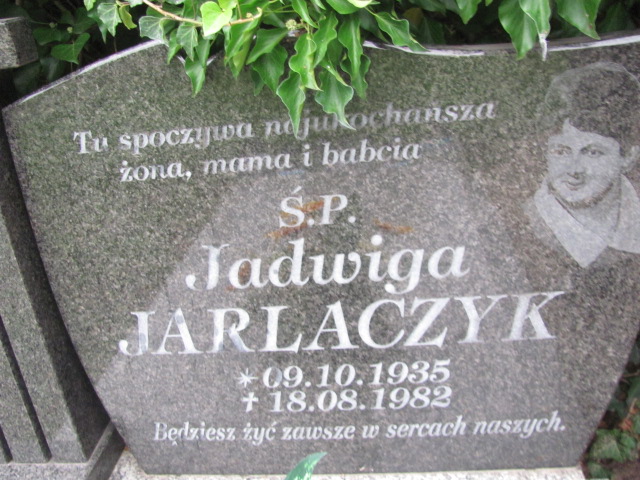 Tu spoczywa najukochańsza
żona, mama i babcia
Ś.P.
Jadwiga
JARLACZYK
* 09.10.1935
† 18.08.1982
Będziesz żyć zawsze w sercach naszych.